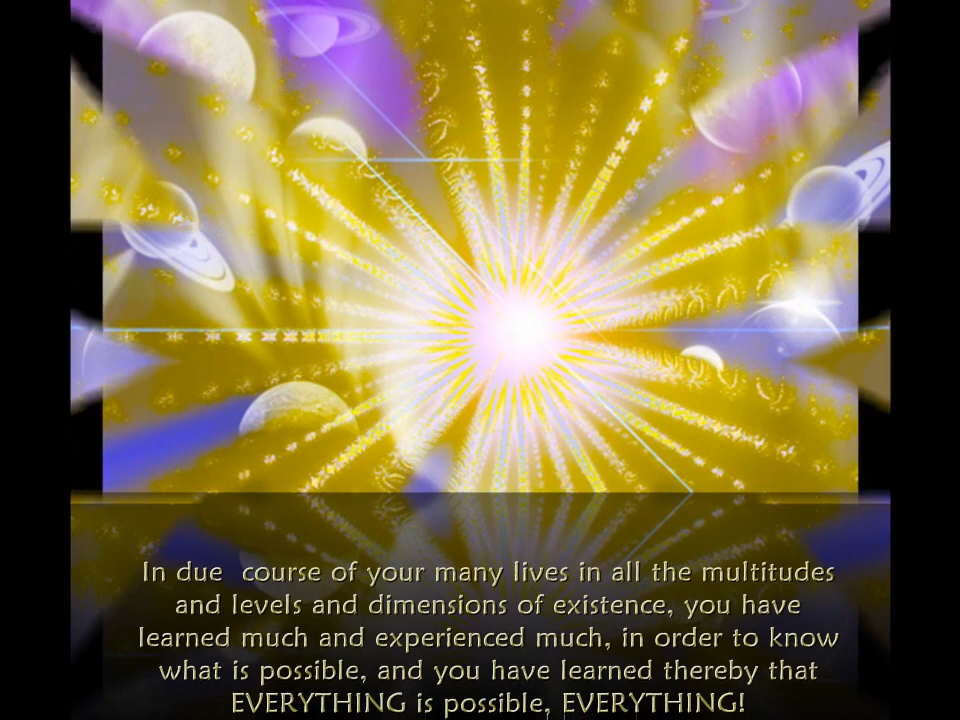 In due course of your many lives in all the multitudes
and levels and dimensions of existence, you have
learned much and experienced much, in order to know
what is possible, and you have learned thereby that
EVERYTHING is possible, EVERYTHING!